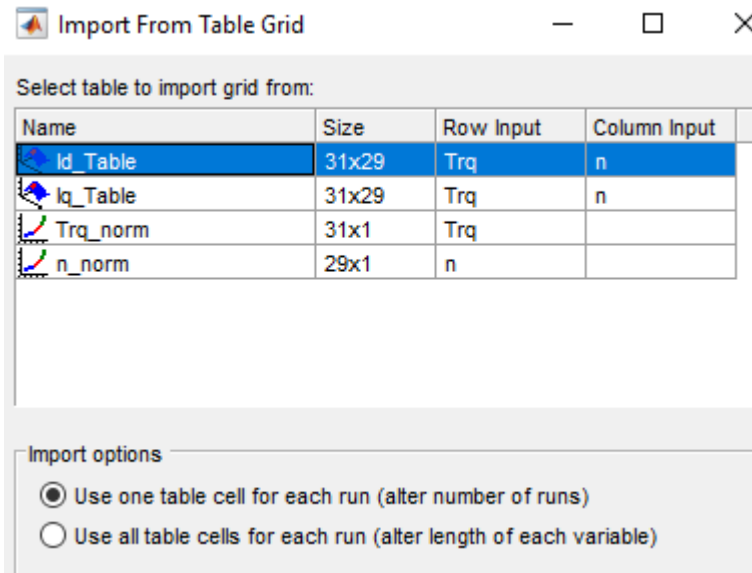 Import From Table Grid
Select table to import grid from:
Name Size Row Input Column Input
Id_Table 31x29 Trq n
Iq_Table 31x29 Trq n
Trq_norm 31x1 Trq
n_norm 29x1 n
Import options
Use one table cell for each run (alter number of runs)
Use all table cells for each run (alter length of each variable)